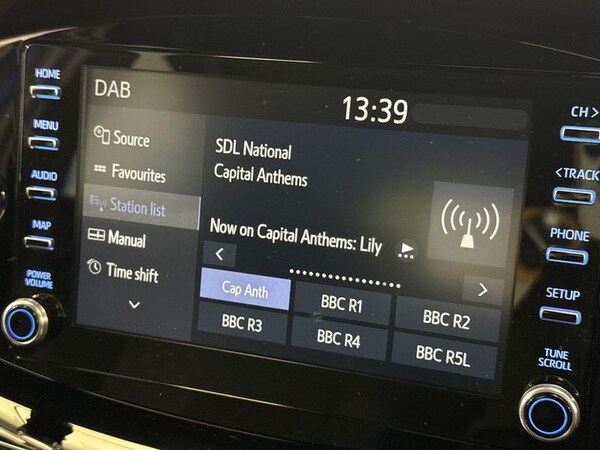 HOME
MENU
AUDIO
MAP
POWER
VOLUME
DAB
13:39
Source
Favourites
Station list
Manual
Time shift
SDL National
Capital Anthems
Now on Capital Anthems: Lily
Cap Anth
BBC R1
BBC R2
BBC R3
BBC R4
BBC R5L
CH >
<TRACK
PHONE
SETUP
TUNE
SCROLL